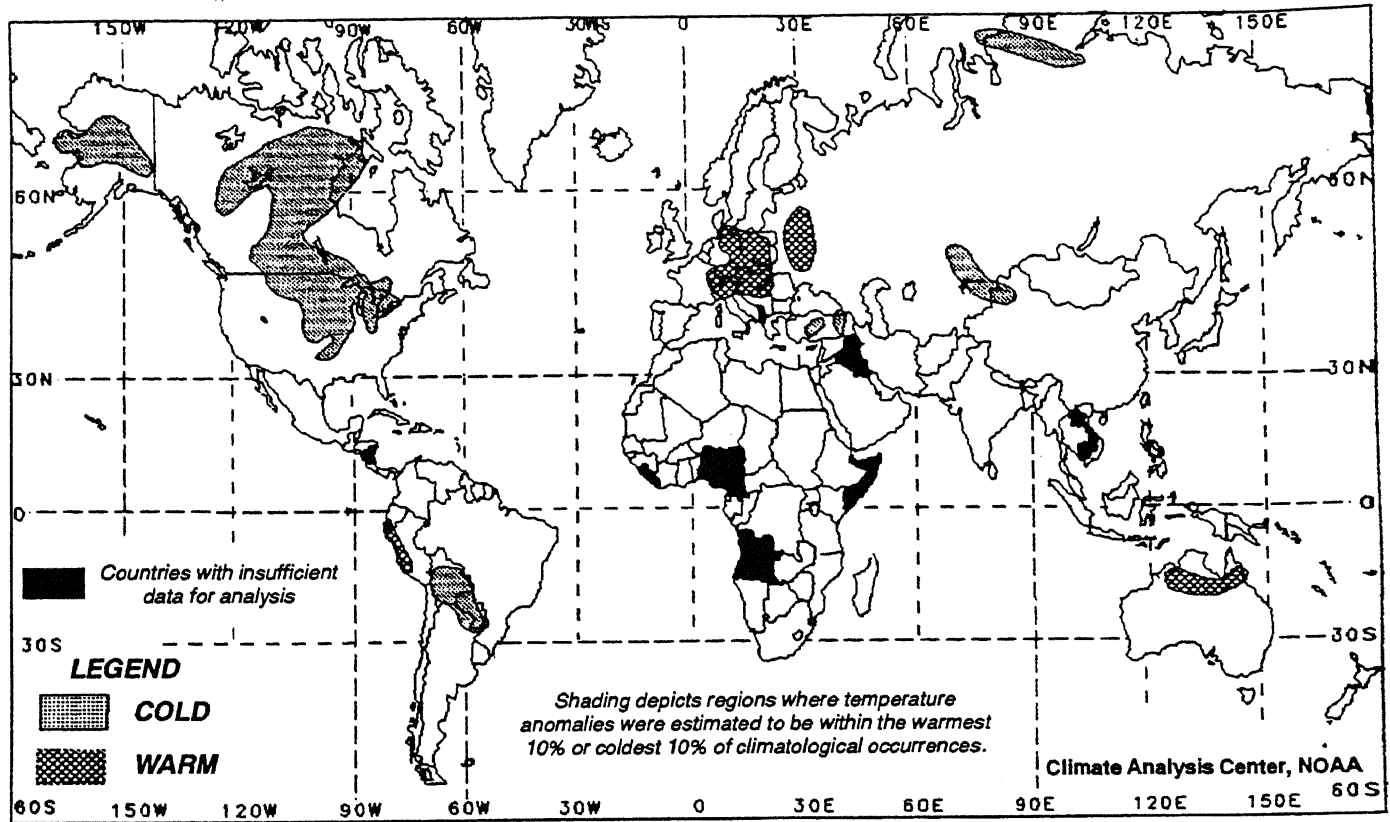 150W 120W 90W 60W 30W 0 30E 60E 90E 120E 150E
60N 60N
30N 30N
0 0
Countries with insufficient
data for analysis
30S 30S
LEGEND
COLD
WARM
Shading depicts regions where temperature
anomalies were estimated to be within the warmest
10% or coldest 10% of climatological occurrences.
Climate Analysis Center, NOAA
60S 60S
150W 120W 90W 60W 30W 0 30E 60E 90E 120E 150E